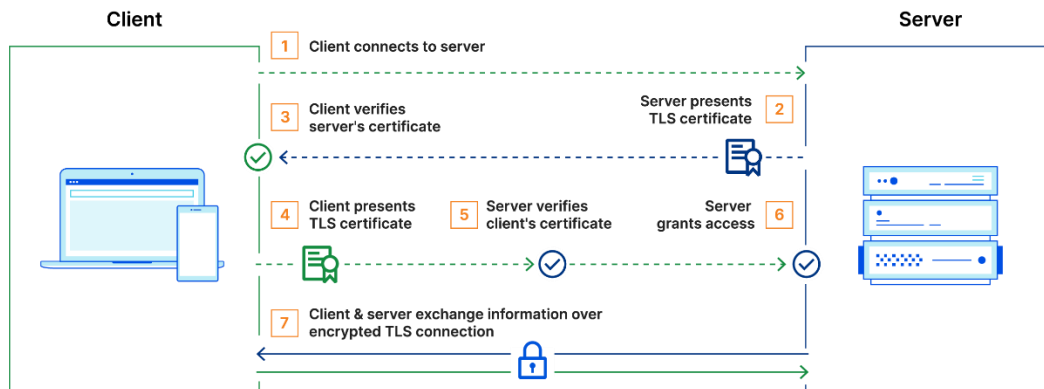 Client
Server
1
Client connects to server
3
Client verifies
server's certificate
Server presents
TLS certificate
2
4
Client presents
TLS certificate
5
Server verifies
client's certificate
Server
grants access
6
7
Client & server exchange information over
encrypted TLS connection